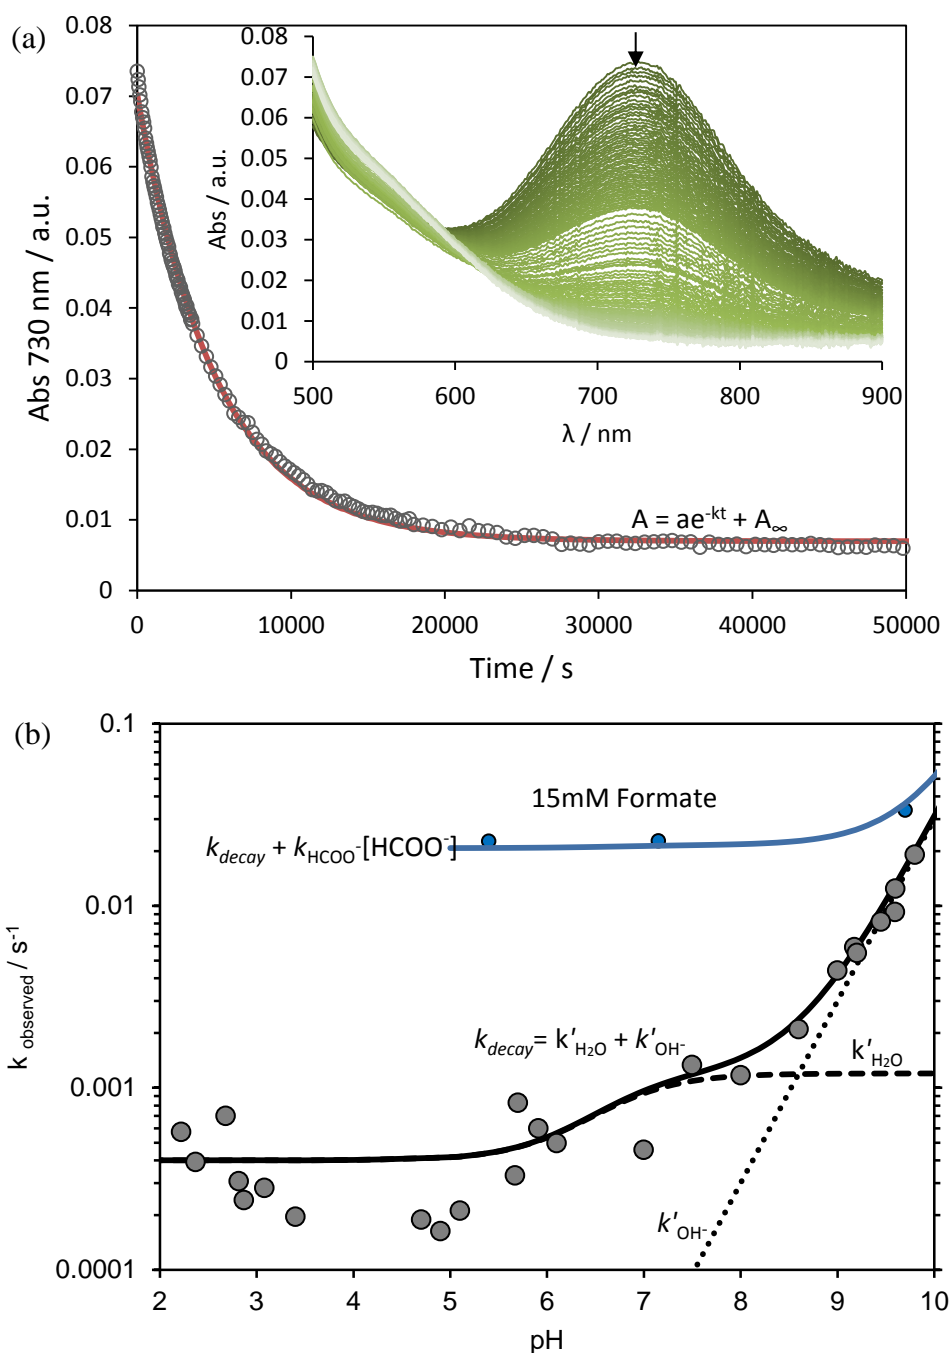 (a)
0.08
0.07
0.06
0.05
0.04
0.03
0.02
0.01
0
Abs 730 nm / a.u.
0.08
0.07
0.06
0.05
0.04
0.03
0.02
0.01
0
Abs / a.u.
500 600 700 800 900
λ / nm
A = ae^-kt + A∞
0 10000 20000 30000 40000 50000
Time / s
(b)
0.1
0.01
0.001
0.0001
k observed / s^-1
15mM Formate
k_decay + k_HCOO-[HCOO^-]
k_decay = k′_H₂O + k′_OH-
k′_H₂O
k′_OH-
2 3 4 5 6 7 8 9 10
pH